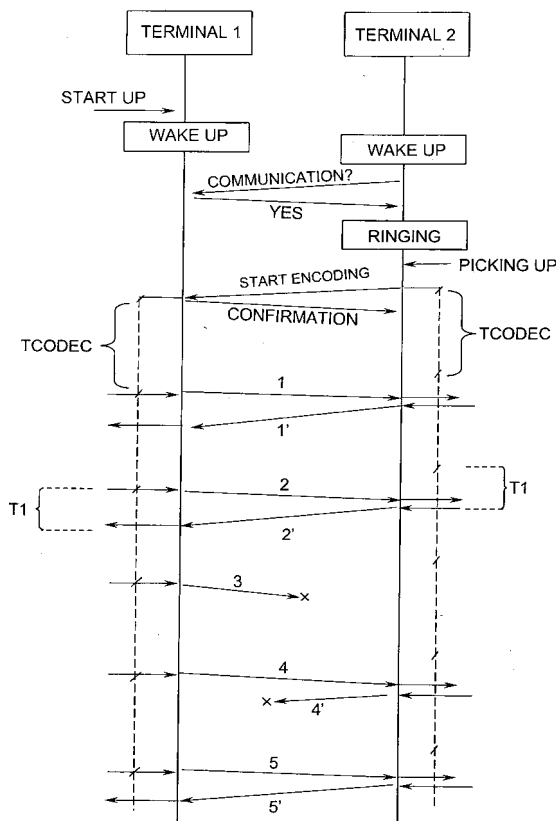 TERMINAL 1
TERMINAL 2
START UP
WAKE UP
WAKE UP
COMMUNICATION?
YES
RINGING
PICKING UP
START ENCODING
CONFIRMATION
TCODEC
TCODEC
1
1'
2
T1
T1
2'
3
4
4'
5
5'